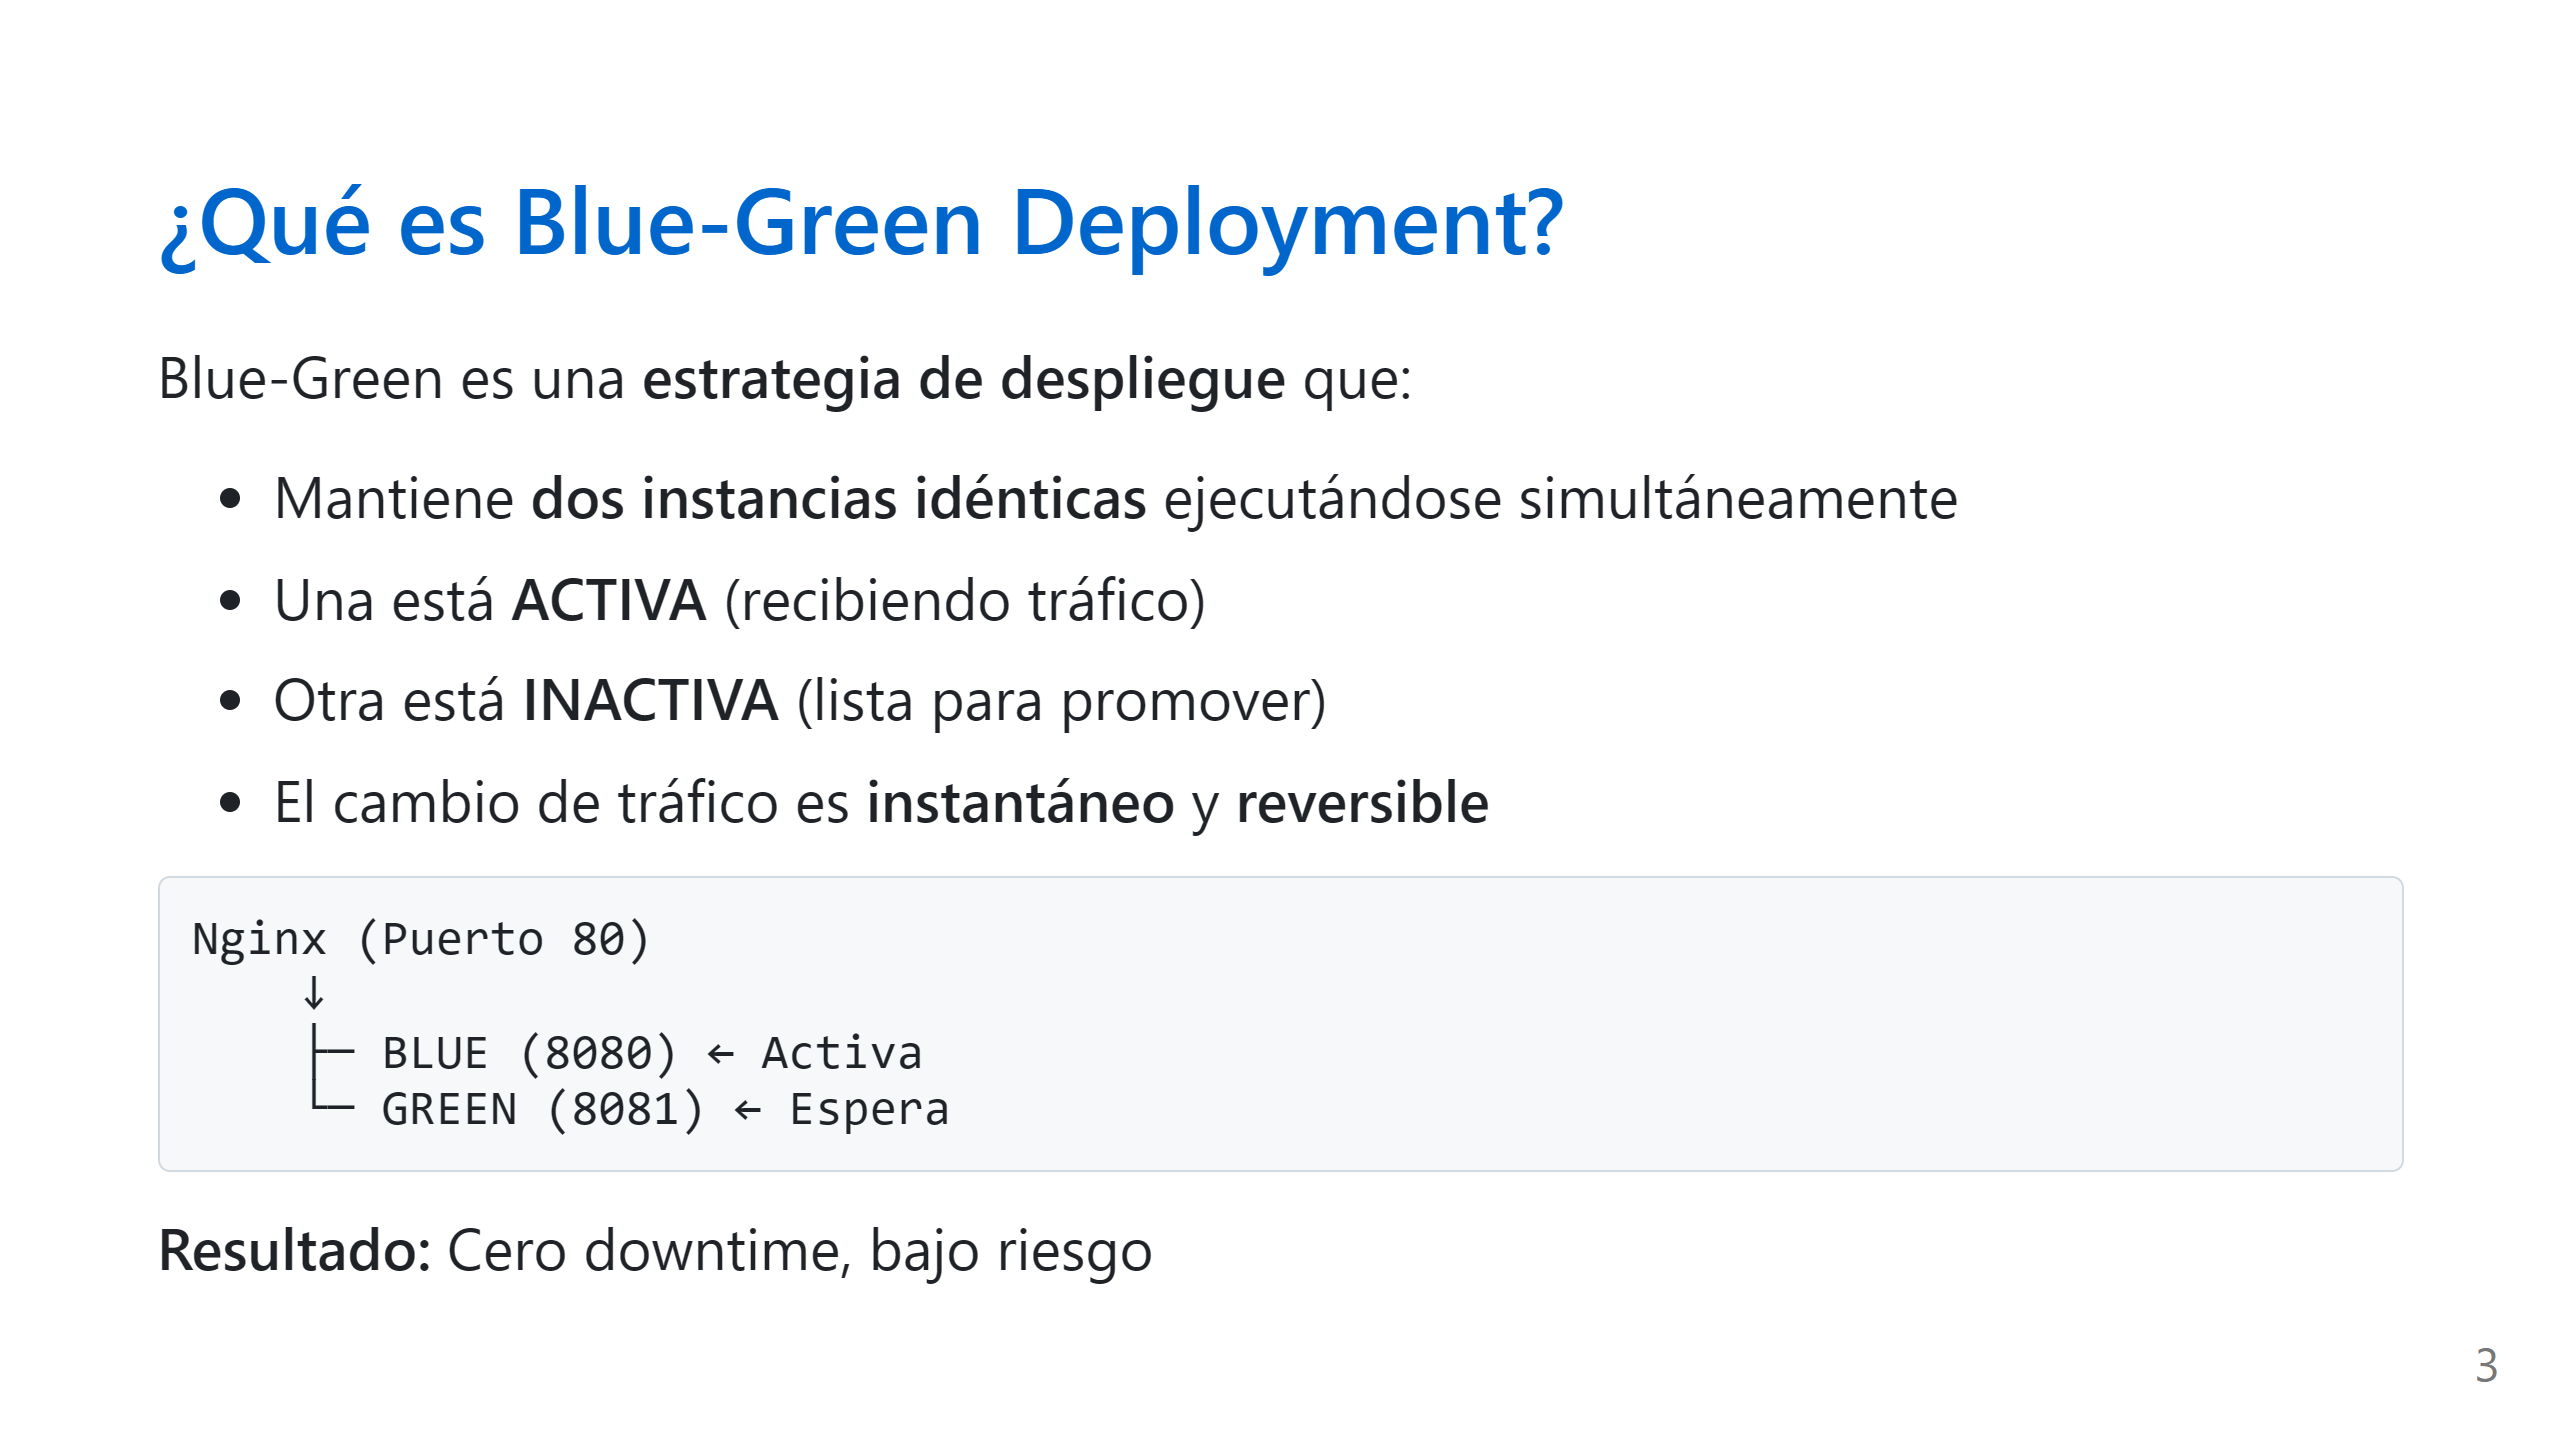 ¿Qué es Blue-Green Deployment?
Blue-Green es una estrategia de despliegue que:
• Mantiene dos instancias idénticas ejecutándose simultáneamente
• Una está ACTIVA (recibiendo tráfico)
• Otra está INACTIVA (lista para promover)
• El cambio de tráfico es instantáneo y reversible
Nginx (Puerto 80)
    ↓
    ├─ BLUE (8080) ← Activa
    └─ GREEN (8081) ← Espera
Resultado: Cero downtime, bajo riesgo
3